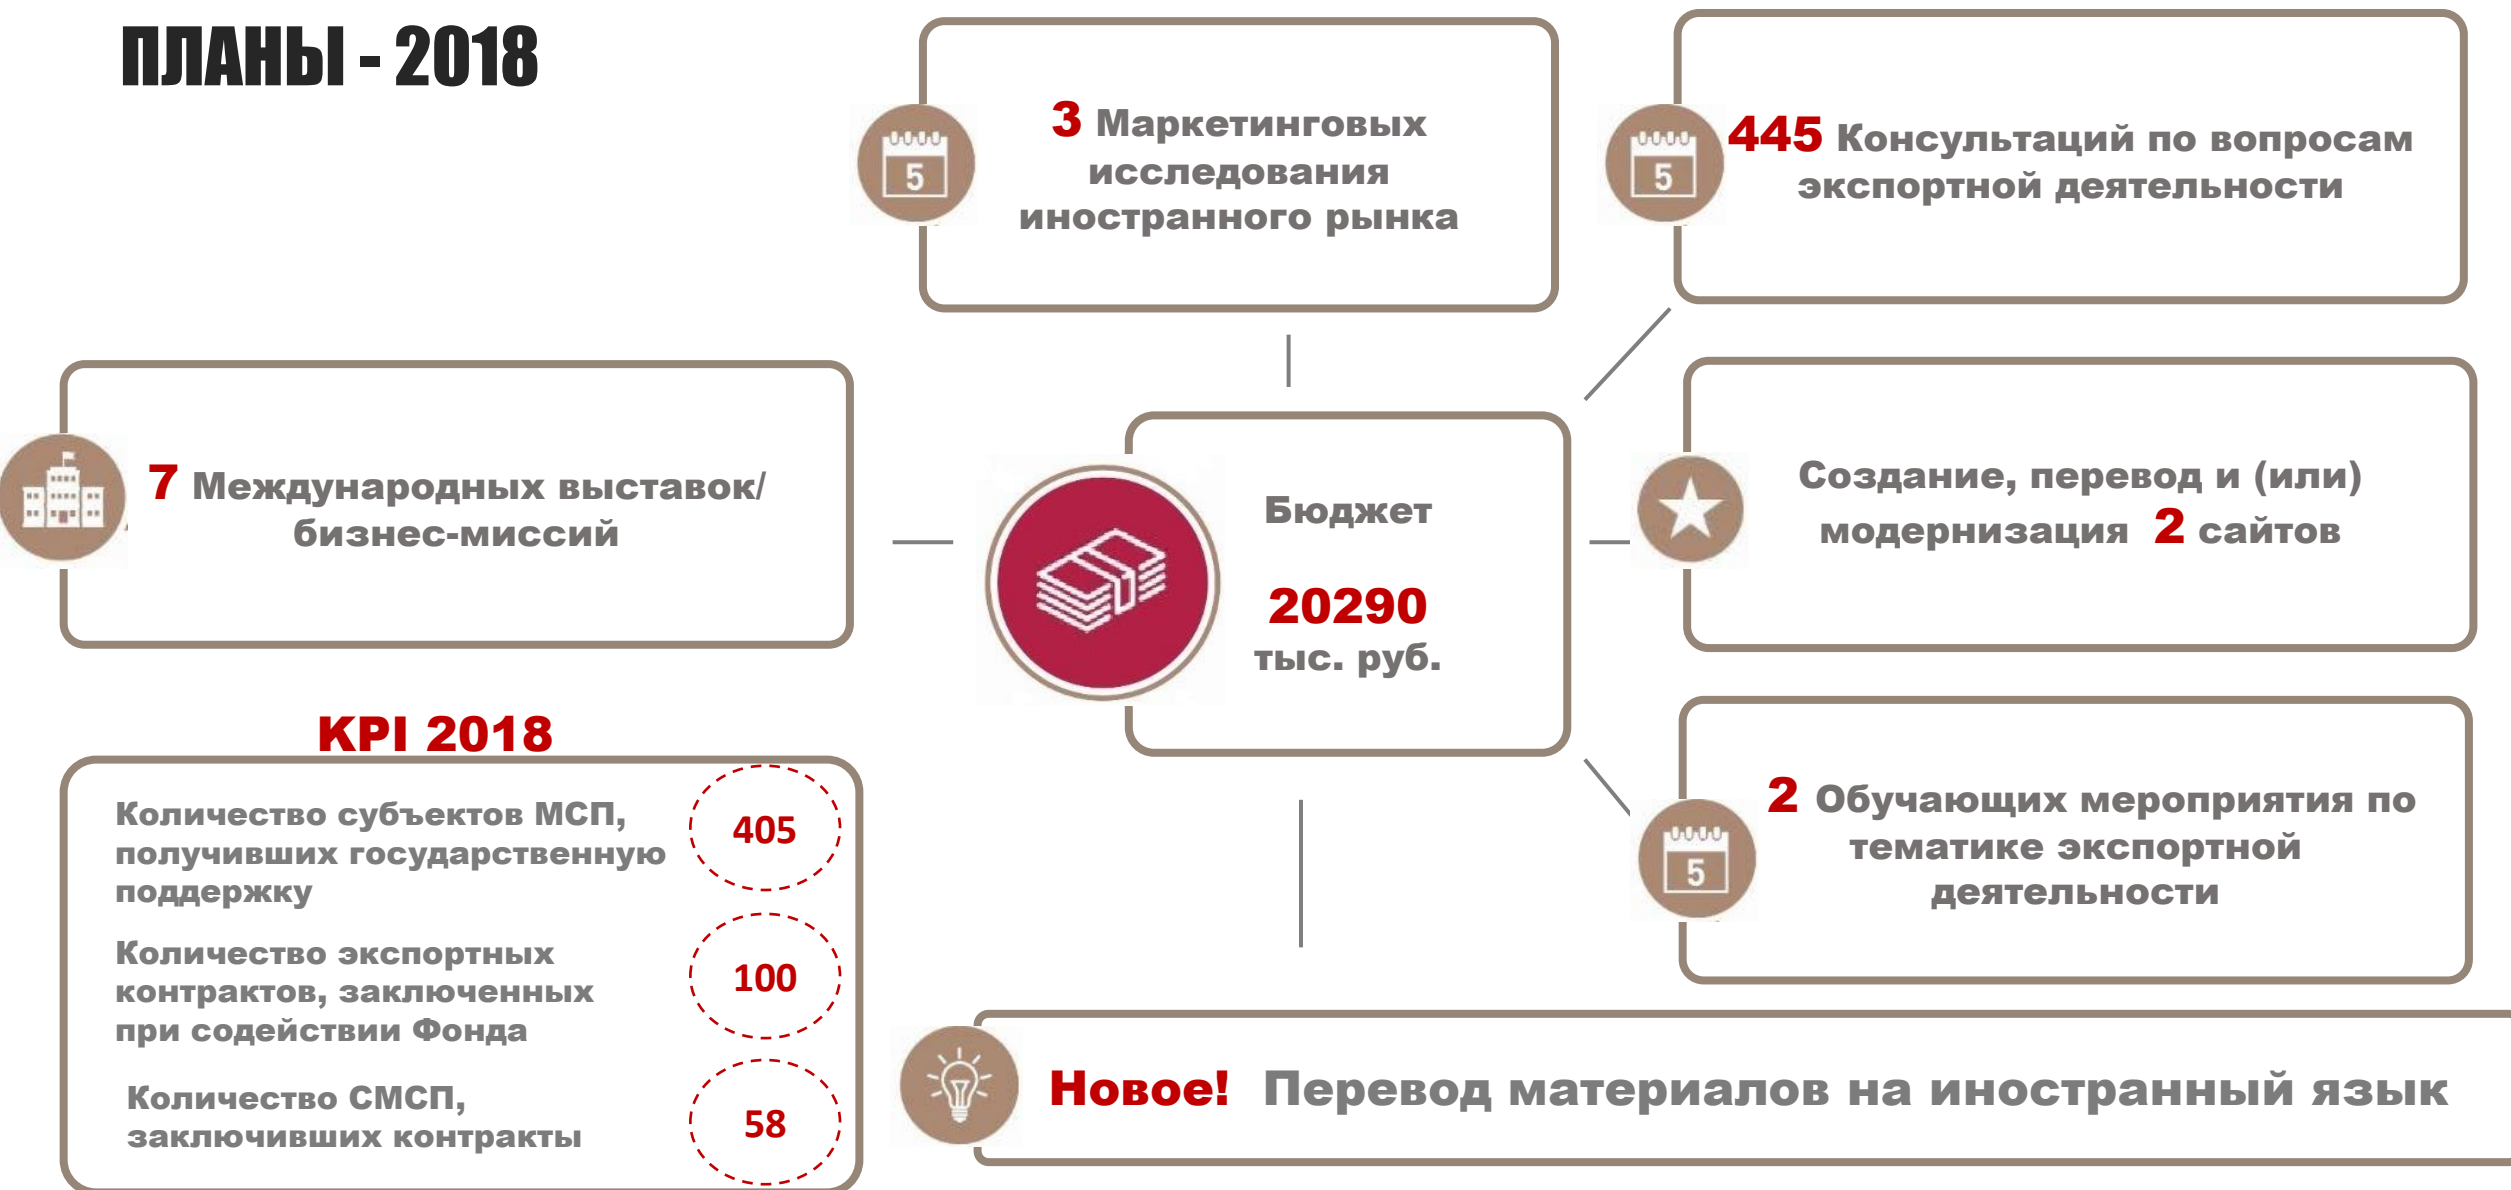 ПЛАНЫ - 2018
3 Маркетинговых
исследования
иностранного рынка
445 Консультаций по вопросам
экспортной деятельности
7 Международных выставок/
бизнес-миссий
Бюджет
20290
тыс. руб.
Создание, перевод и (или)
модернизация 2 сайтов
2 Обучающих мероприятия по
тематике экспортной
деятельности
KPI 2018
Количество субъектов МСП,
получивших государственную
поддержку
405
Количество экспортных
контрактов, заключенных
при содействии Фонда
100
Количество СМСП,
заключивших контракты
58
Новое! Перевод материалов на иностранный язык
5
5
5